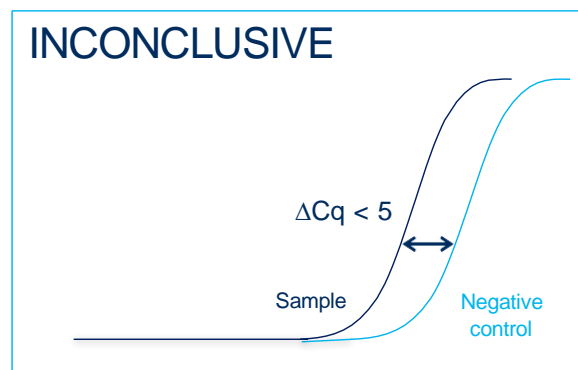 INCONCLUSIVE
ΔCq < 5
Sample
Negative
control